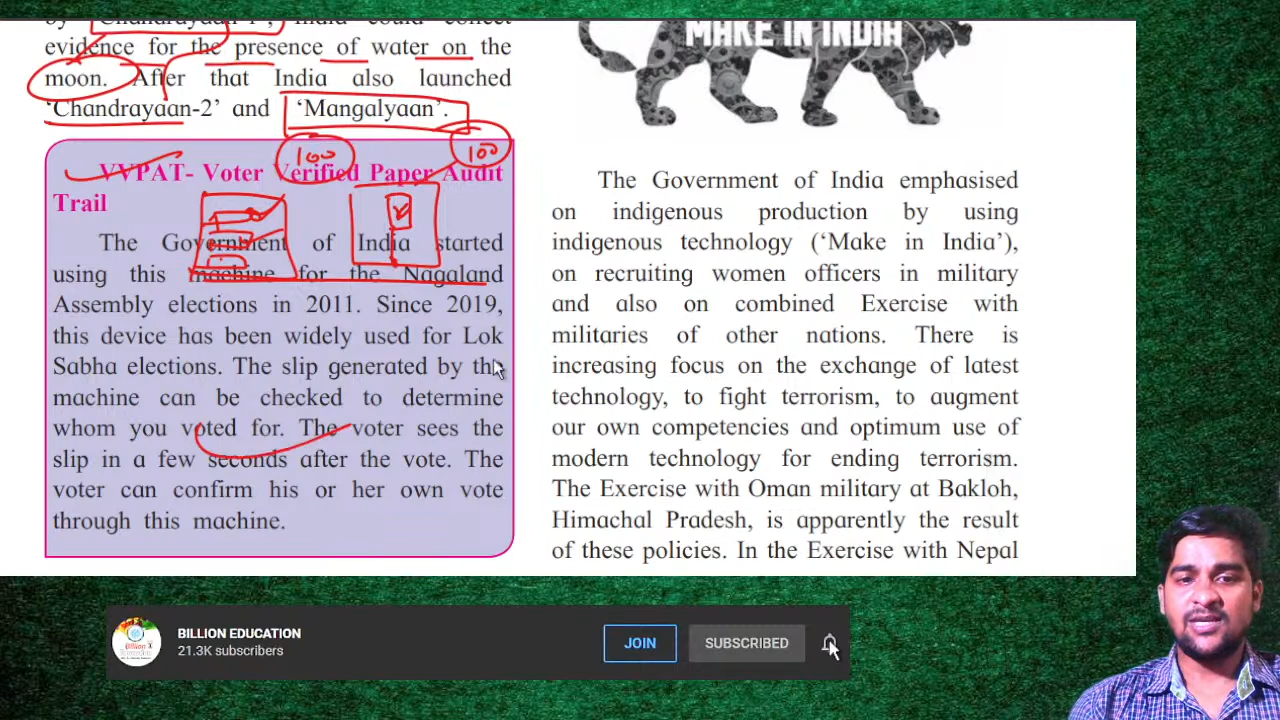 by 'Chandrayaan-1', India could collect
evidence for the presence of water on the
moon. After that India also launched
'Chandrayaan-2' and 'Mangalyaan'.
100
100
VVPAT- Voter Verified Paper Audit
Trail
The Government of India started
using this machine for the Nagaland
Assembly elections in 2011. Since 2019,
this device has been widely used for Lok
Sabha elections. The slip generated by the
machine can be checked to determine
whom you voted for. The voter sees the
slip in a few seconds after the vote. The
voter can confirm his or her own vote
through this machine.
MAKE IN INDIA
The Government of India emphasised
on indigenous production by using
indigenous technology ('Make in India'),
on recruiting women officers in military
and also on combined Exercise with
militaries of other nations. There is
increasing focus on the exchange of latest
technology, to fight terrorism, to augment
our own competencies and optimum use of
modern technology for ending terrorism.
The Exercise with Oman military at Bakloh,
Himachal Pradesh, is apparently the result
of these policies. In the Exercise with Nepal
BILLION EDUCATION
21.3K subscribers
JOIN
SUBSCRIBED